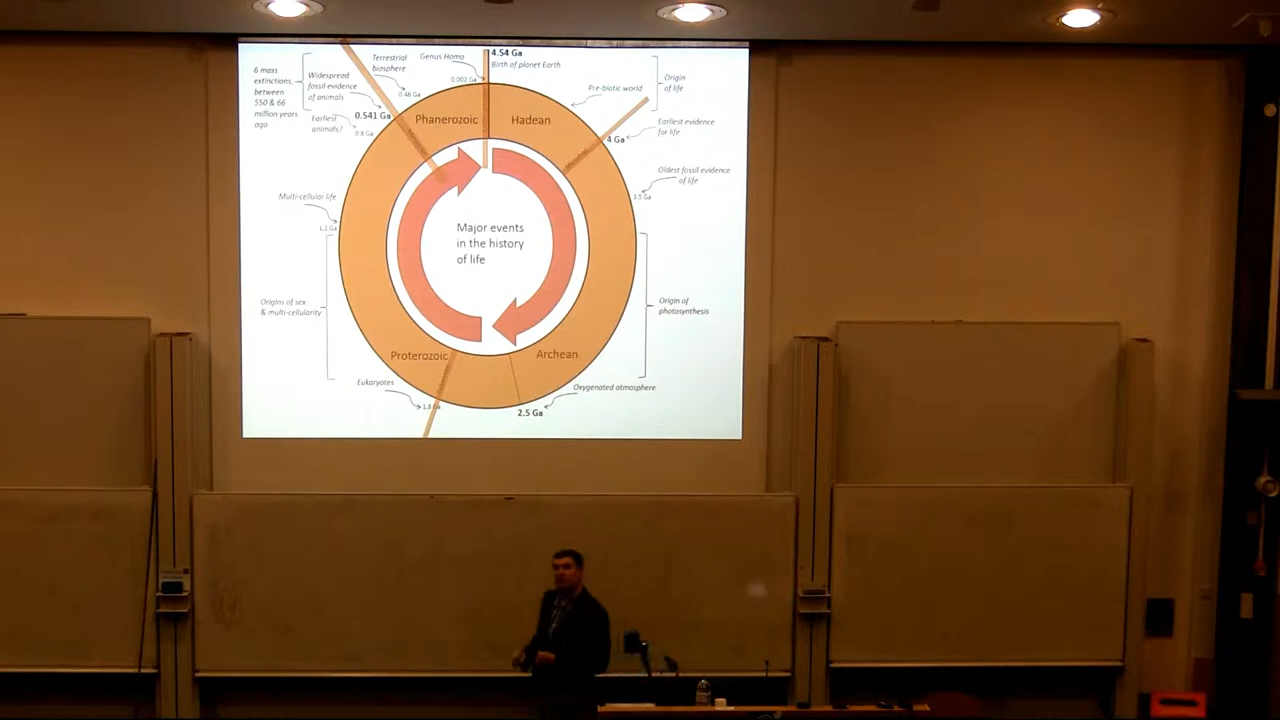 4.54 Ga
Birth of planet Earth
Genus Homo
0.002 Ga
Terrestrial
biosphere
0.46 Ga
6 mass
extinctions,
between
550 & 66
million years
ago
Widespread
fossil evidence
of animals
0.541 Ga
Earliest
animals?
0.6 Ga
Phanerozoic
Hadean
Pre-biotic world
Origin
of life
4 Ga
Earliest evidence
for life
Oldest fossil evidence
of life
3.5 Ga
Multi-cellular life
Major events
in the history
of life
Origins of sex
& multi-cellularity
Origin of
photosynthesis
Proterozoic
Archean
Eukaryotes
1.8 Ga
Oxygenated atmosphere
2.5 Ga